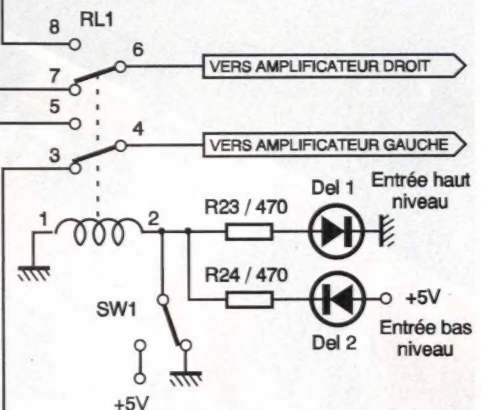 RL1
8
6
VERS AMPLIFICATEUR DROIT
7
5
4
VERS AMPLIFICATEUR GAUCHE
3
Del 1
Entrée haut
niveau
R23 / 470
1
2
R24 / 470
+5V
SW1
Del 2
Entrée bas
niveau
+5V